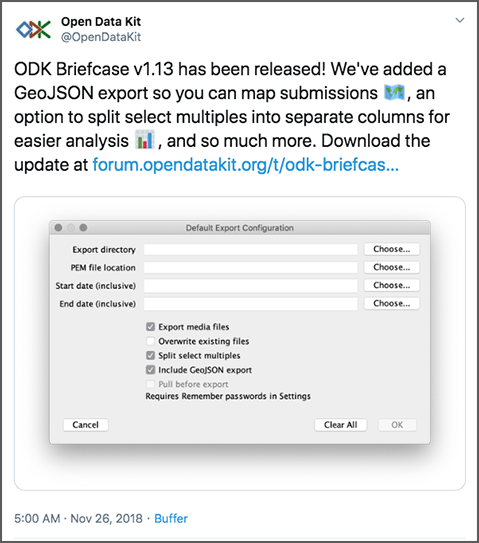 Open Data Kit
@OpenDataKit
ODK Briefcase v1.13 has been released! We've added a
GeoJSON export so you can map submissions 🗺️, an
option to split select multiples into separate columns for
easier analysis 📊, and so much more. Download the
update at forum.opendatakit.org/t/odk-briefcas...
Default Export Configuration
Export directory Choose...
PEM file location Choose...
Start date (inclusive) Choose...
End date (inclusive) Choose...
Export media files
Overwrite existing files
Split select multiples
Include GeoJSON export
Pull before export
Requires Remember passwords in Settings
Cancel Clear All OK
5:00 AM · Nov 26, 2018 · Buffer